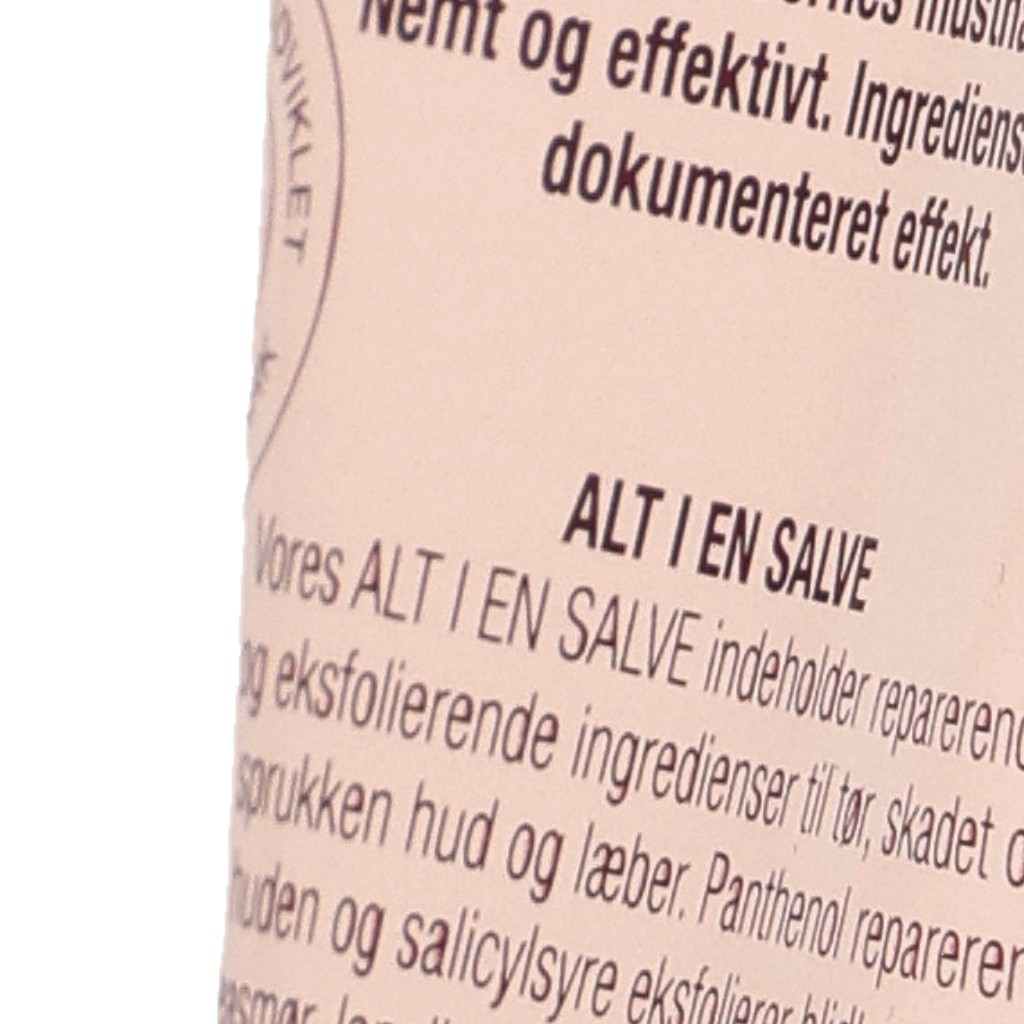 Nemt og effektivt. Ingrediens
dokumenteret effekt.
DVIKLET
ALT I EN SALVE
Vores ALT I EN SALVE indeholder reparerend
og eksfolierende ingredienser til tør, skadet o
sprukken hud og læber. Panthenol reparerer
huden og salicylsyre eksfolierer